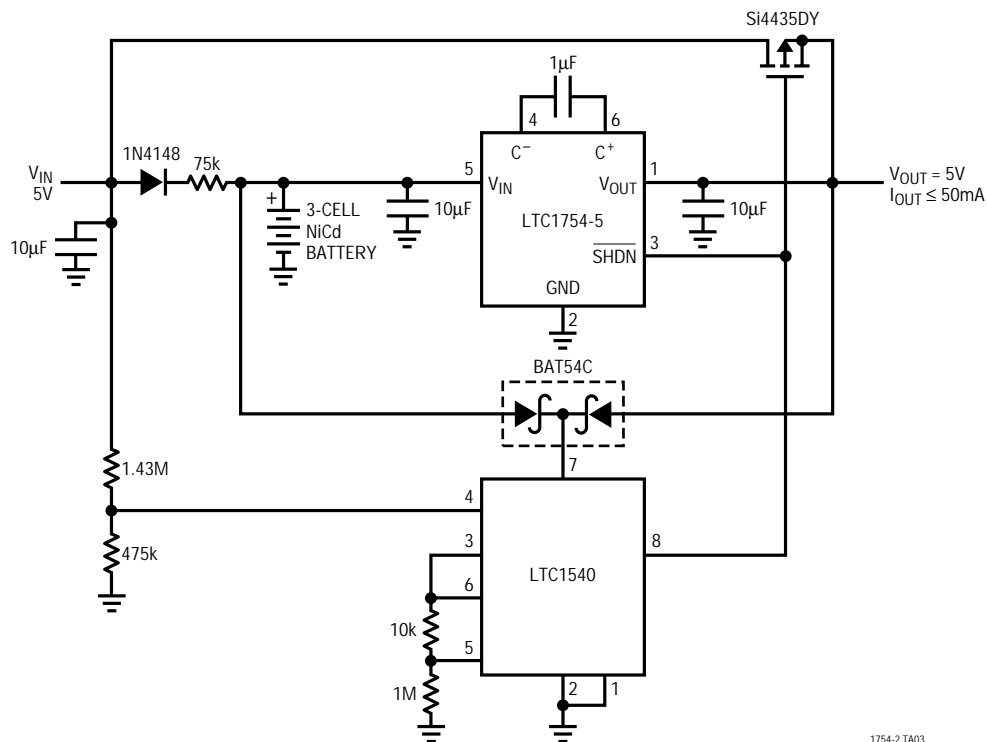 Si4435DY
1µF
4
6
C−
C+
1N4148
75k
VIN
5V
5
VIN
VOUT
1
LTC1754-5
VOUT = 5V
IOUT ≤ 50mA
+
3-CELL
NiCd
BATTERY
10µF
10µF
10µF
SHDN
3
GND
2
BAT54C
7
1.43M
4
475k
3
6
LTC1540
8
10k
5
1M
2
1
1754-2 TA03